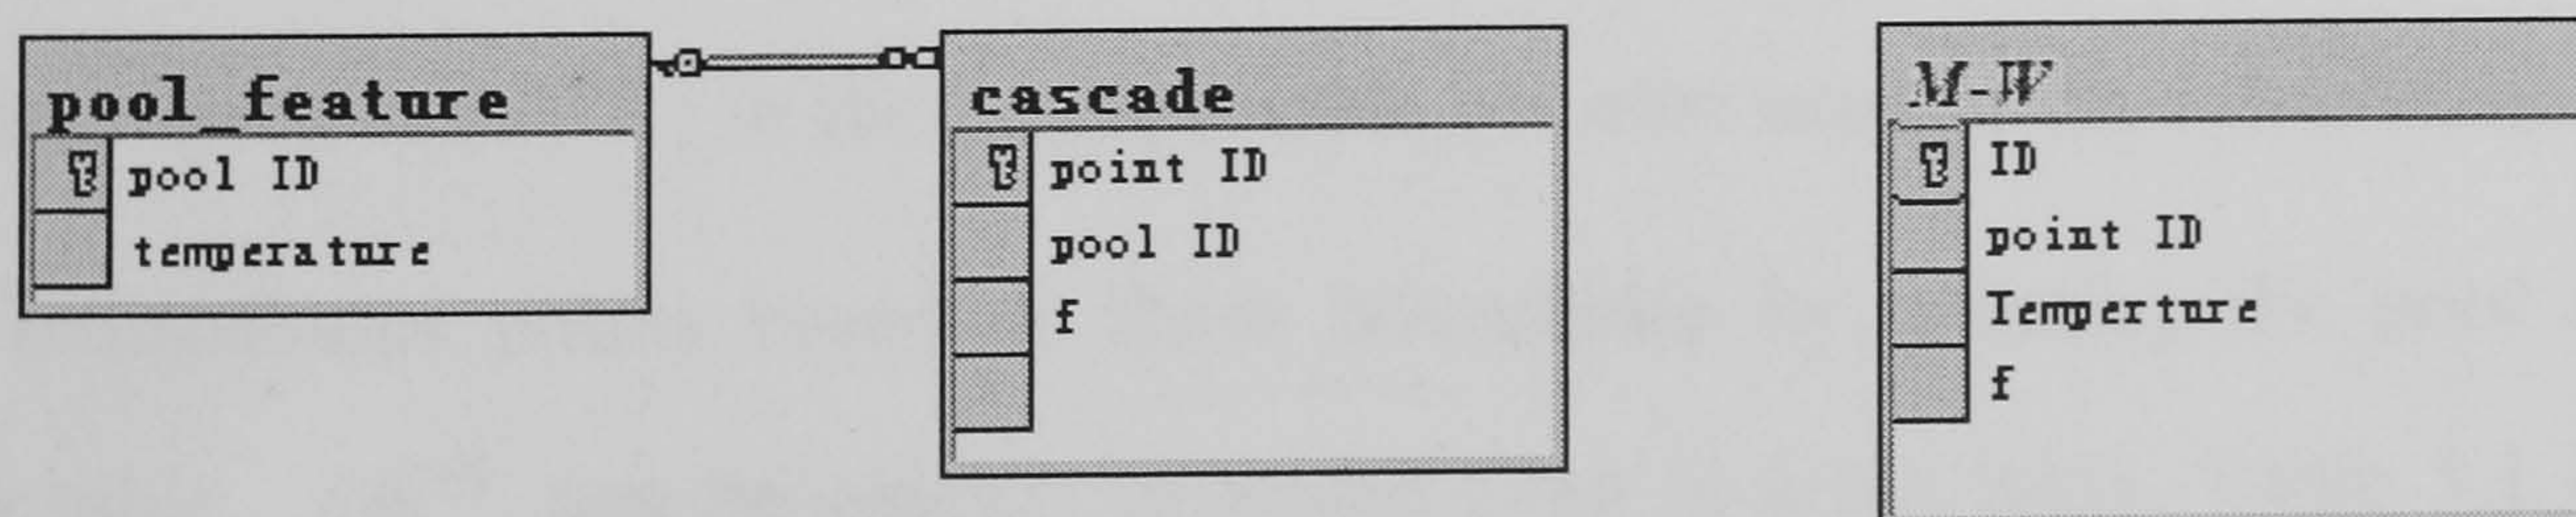 pool_feature
pool ID
temperature
cascade
point ID
pool ID
f
M-W
ID
point ID
Temperture
f